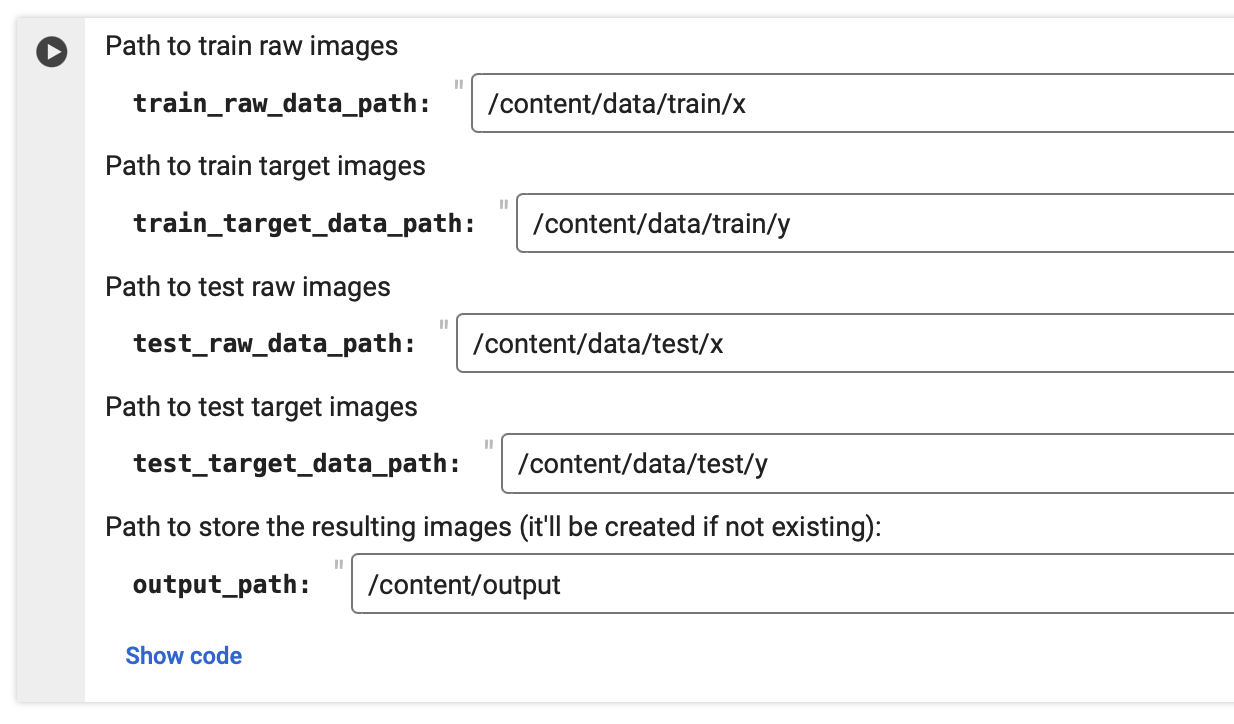 Path to train raw images
train_raw_data_path: " /content/data/train/x
Path to train target images
train_target_data_path: " /content/data/train/y
Path to test raw images
test_raw_data_path: " /content/data/test/x
Path to test target images
test_target_data_path: " /content/data/test/y
Path to store the resulting images (it'll be created if not existing):
output_path: " /content/output
Show code